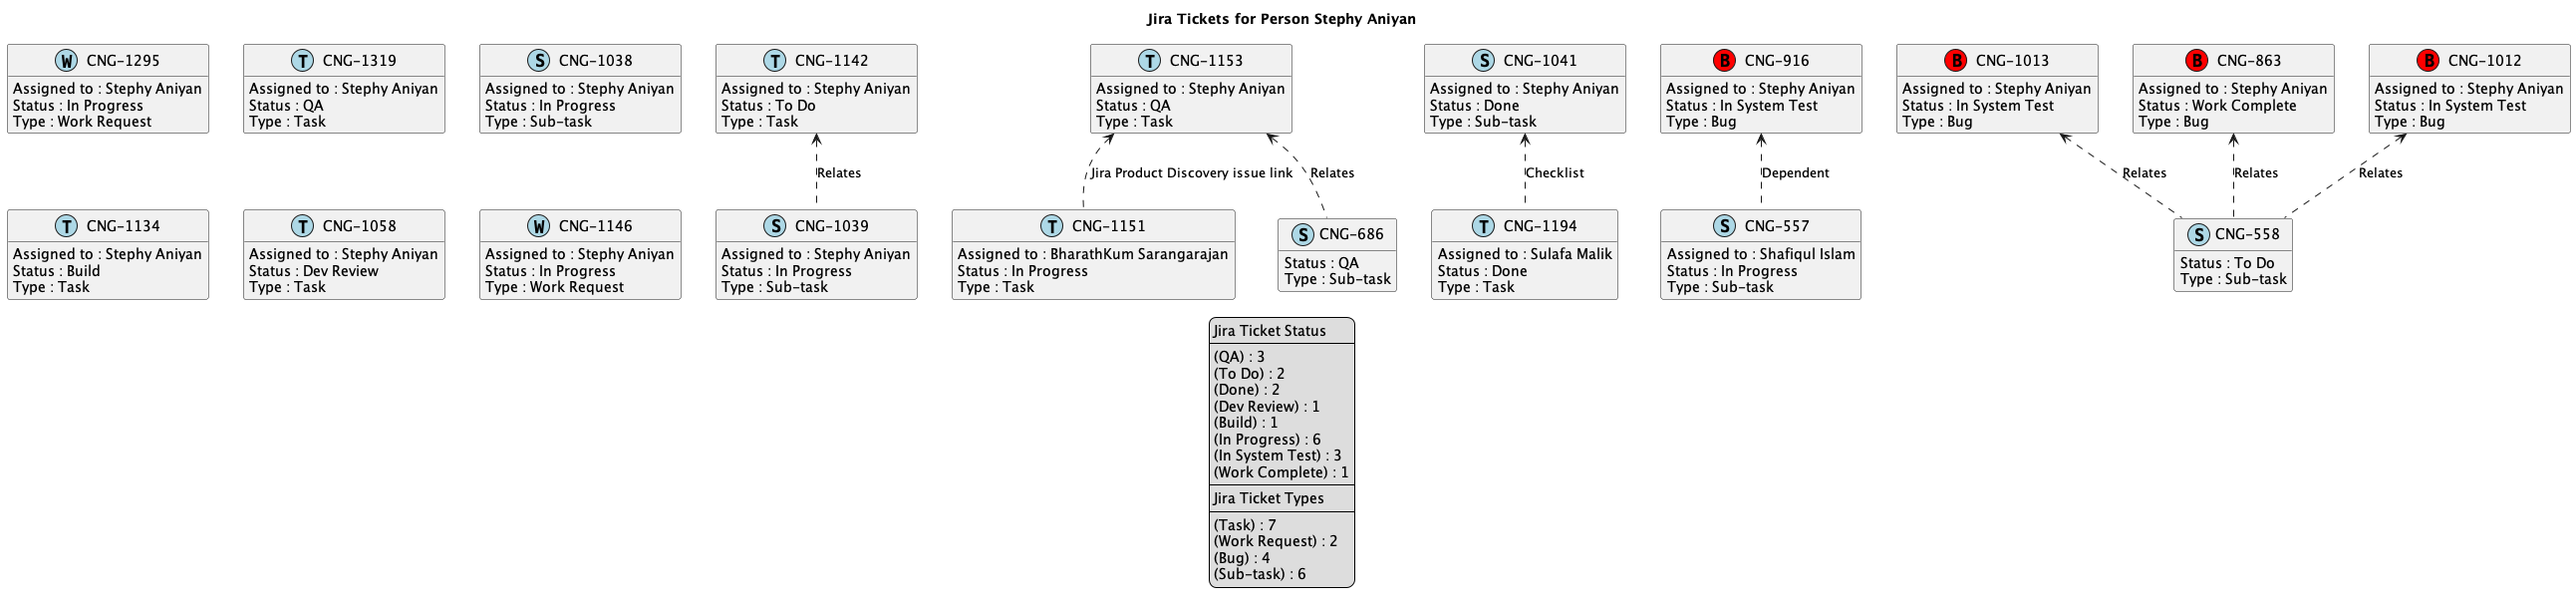 Jira Tickets for Person Stephy Aniyan
W CNG-1295
Assigned to : Stephy Aniyan
Status : In Progress
Type : Work Request
T CNG-1319
Assigned to : Stephy Aniyan
Status : QA
Type : Task
S CNG-1038
Assigned to : Stephy Aniyan
Status : In Progress
Type : Sub-task
T CNG-1142
Assigned to : Stephy Aniyan
Status : To Do
Type : Task
T CNG-1153
Assigned to : Stephy Aniyan
Status : QA
Type : Task
S CNG-1041
Assigned to : Stephy Aniyan
Status : Done
Type : Sub-task
B CNG-916
Assigned to : Stephy Aniyan
Status : In System Test
Type : Bug
B CNG-1013
Assigned to : Stephy Aniyan
Status : In System Test
Type : Bug
B CNG-863
Assigned to : Stephy Aniyan
Status : Work Complete
Type : Bug
B CNG-1012
Assigned to : Stephy Aniyan
Status : In System Test
Type : Bug
Relates
Jira Product Discovery issue link
Relates
Checklist
Dependent
Relates
Relates
Relates
T CNG-1134
Assigned to : Stephy Aniyan
Status : Build
Type : Task
T CNG-1058
Assigned to : Stephy Aniyan
Status : Dev Review
Type : Task
W CNG-1146
Assigned to : Stephy Aniyan
Status : In Progress
Type : Work Request
S CNG-1039
Assigned to : Stephy Aniyan
Status : In Progress
Type : Sub-task
T CNG-1151
Assigned to : BharathKum Sarangarajan
Status : In Progress
Type : Task
S CNG-686
Status : QA
Type : Sub-task
T CNG-1194
Assigned to : Sulafa Malik
Status : Done
Type : Task
S CNG-557
Assigned to : Shafiqul Islam
Status : In Progress
Type : Sub-task
S CNG-558
Status : To Do
Type : Sub-task
Jira Ticket Status
(QA) : 3
(To Do) : 2
(Done) : 2
(Dev Review) : 1
(Build) : 1
(In Progress) : 6
(In System Test) : 3
(Work Complete) : 1
Jira Ticket Types
(Task) : 7
(Work Request) : 2
(Bug) : 4
(Sub-task) : 6